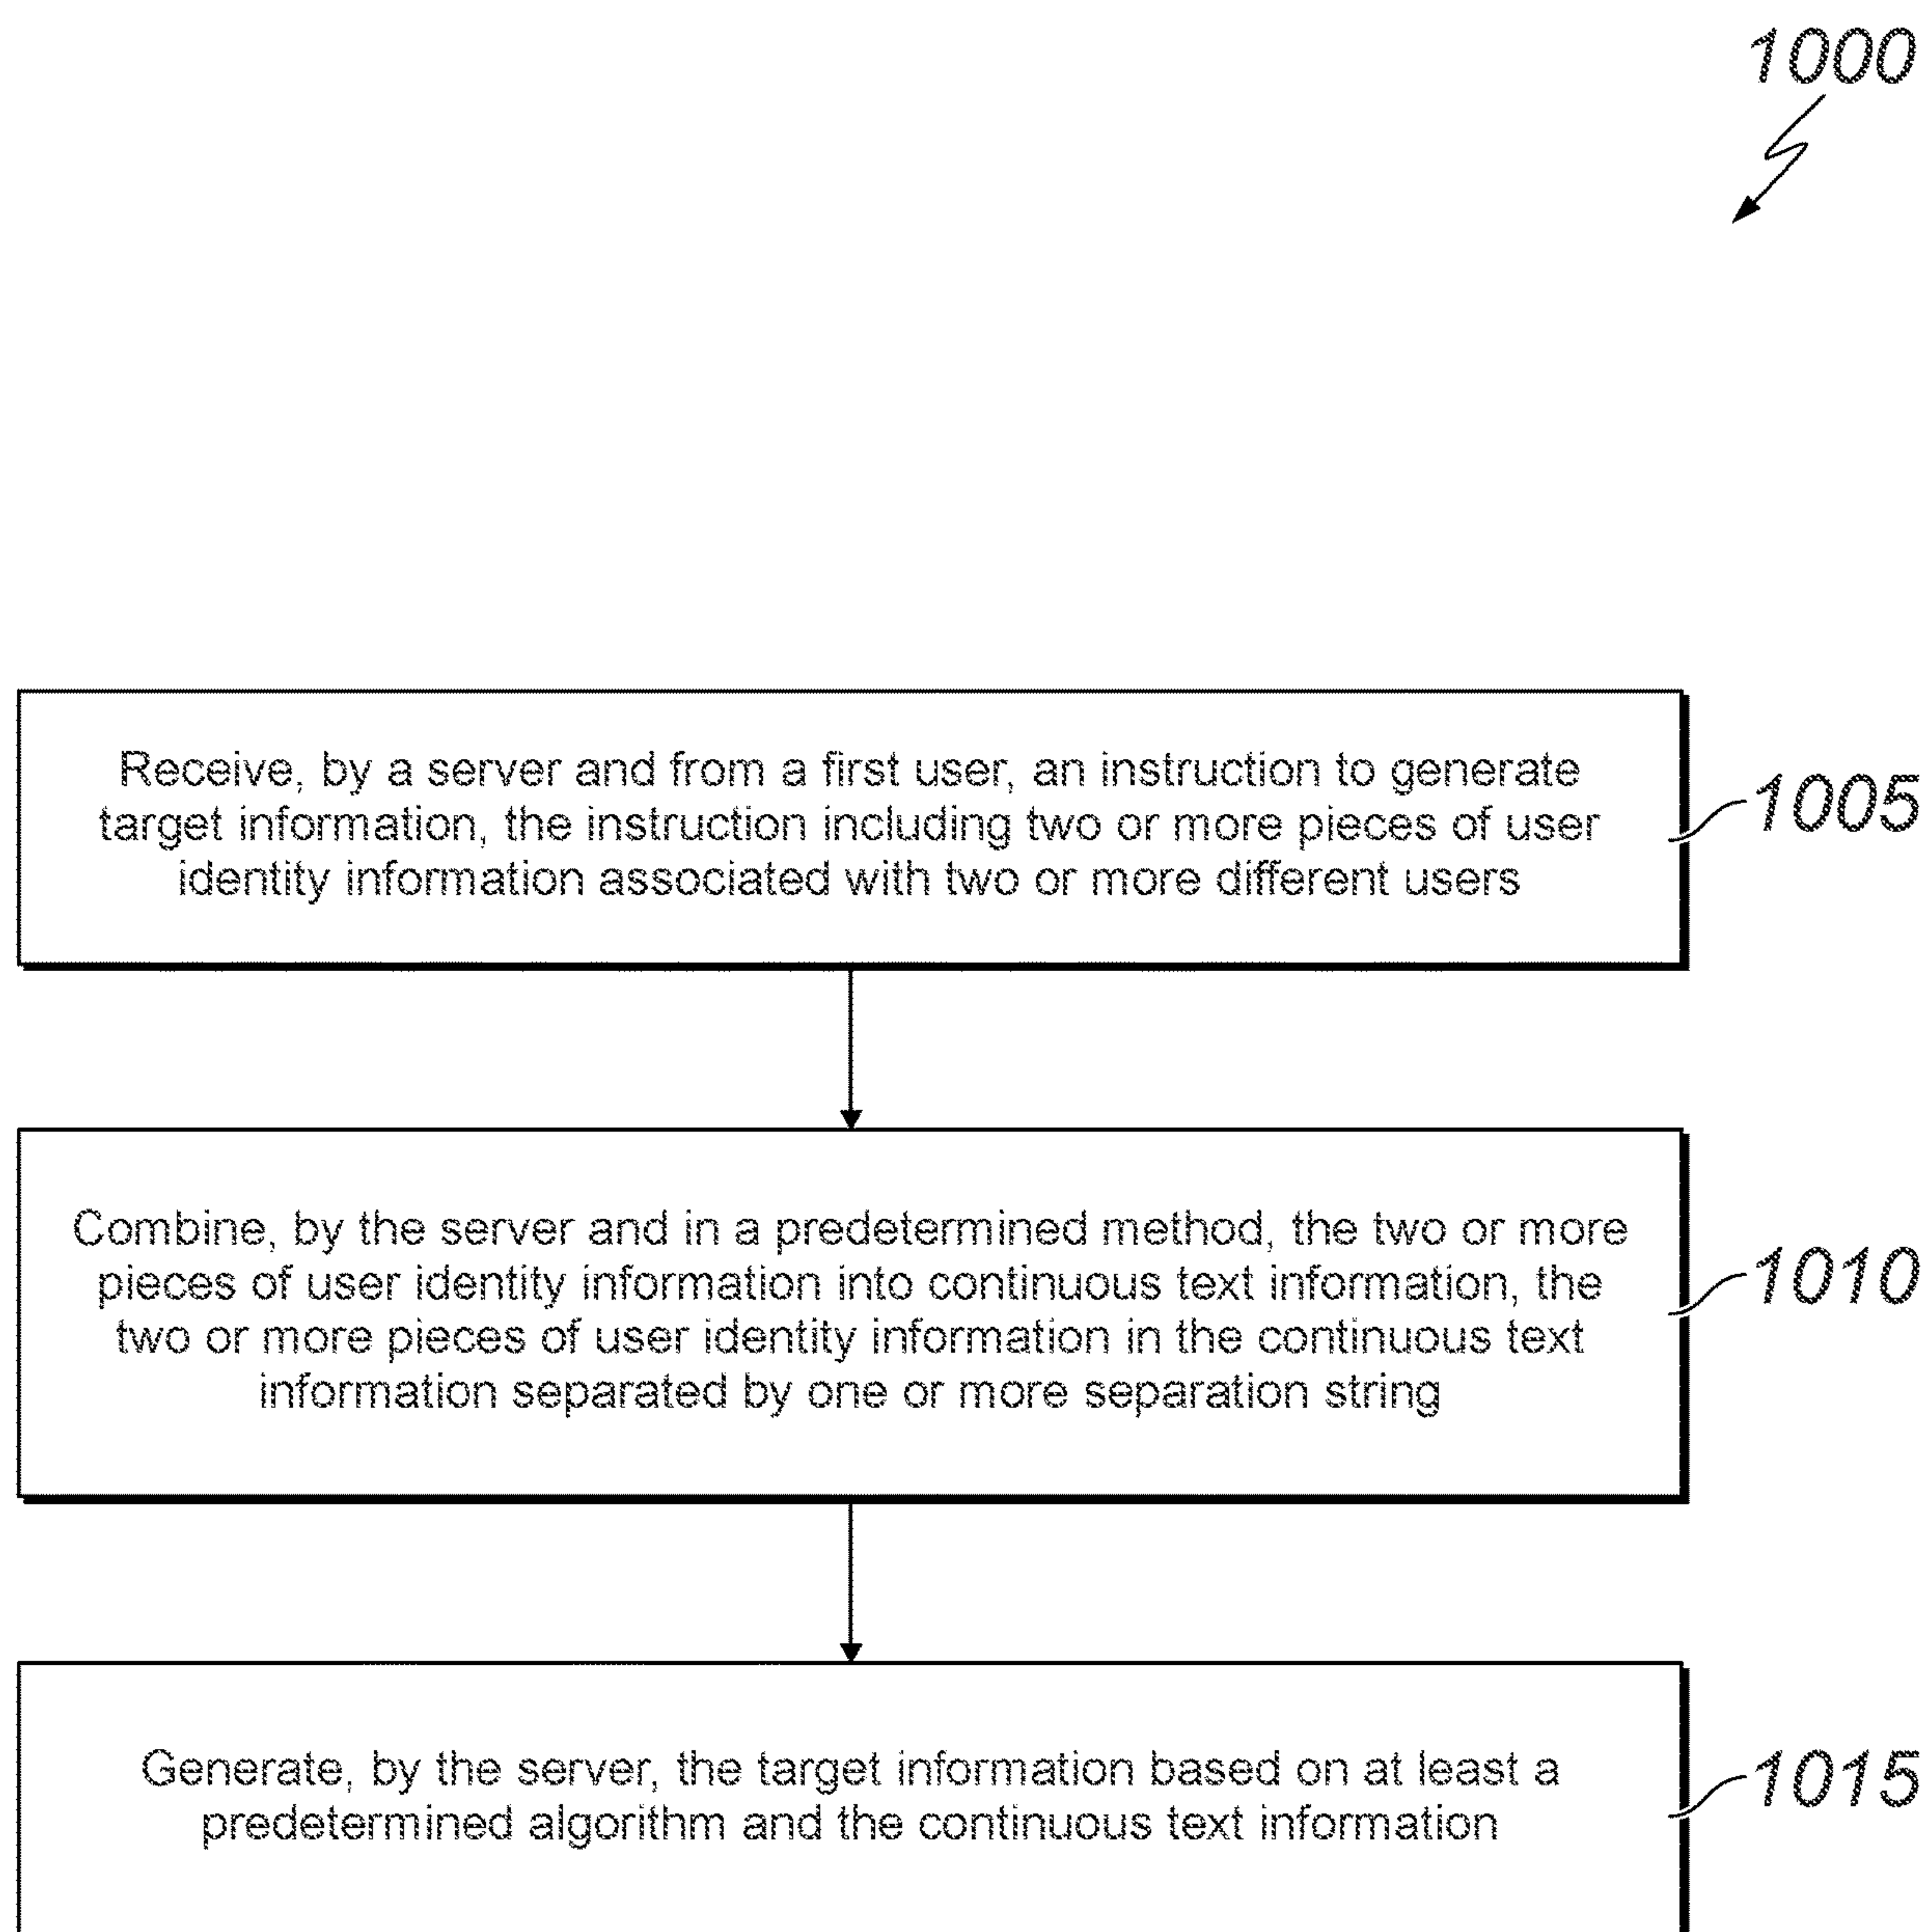 1000
Receive, by a server and from a first user, an instruction to generate
target information, the instruction including two or more pieces of user
identity information associated with two or more different users
1005
Combine, by the server and in a predetermined method, the two or more
pieces of user identity information into continuous text information, the
two or more pieces of user identity information in the continuous text
information separated by one or more separation string
1010
Generate, by the server, the target information based on at least a
predetermined algorithm and the continuous text information
1015